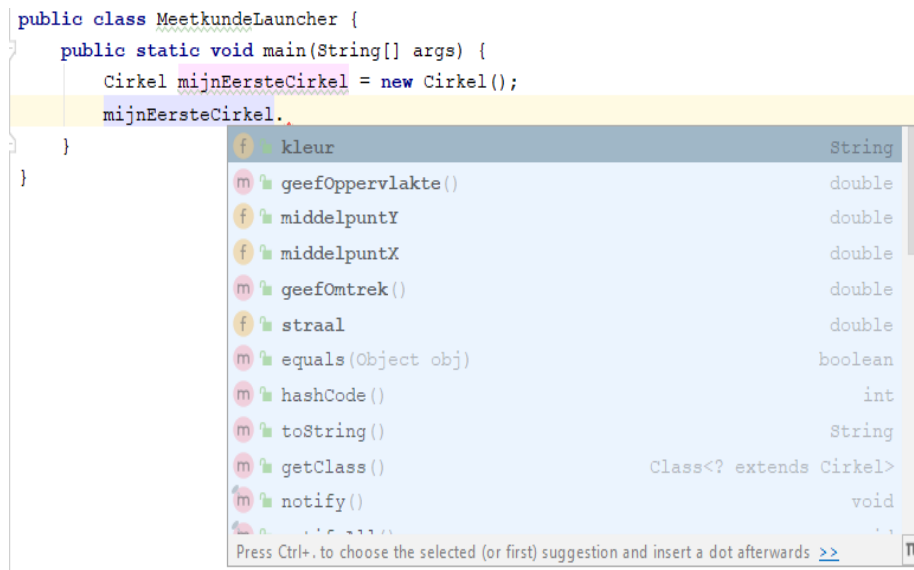 public class MeetkundeLauncher {
public static void main(String[] args) {
Cirkel mijnEersteCirkel = new Cirkel();
mijnEersteCirkel.
}
}
f kleur String
m geefOppervlakte() double
f middelpuntY double
f middelpuntX double
m geefOmtrek() double
f straal double
m equals(Object obj) boolean
m hashCode() int
m toString() String
m getClass() Class<? extends Cirkel>
m notify() void
Press Ctrl+. to choose the selected (or first) suggestion and insert a dot afterwards >>